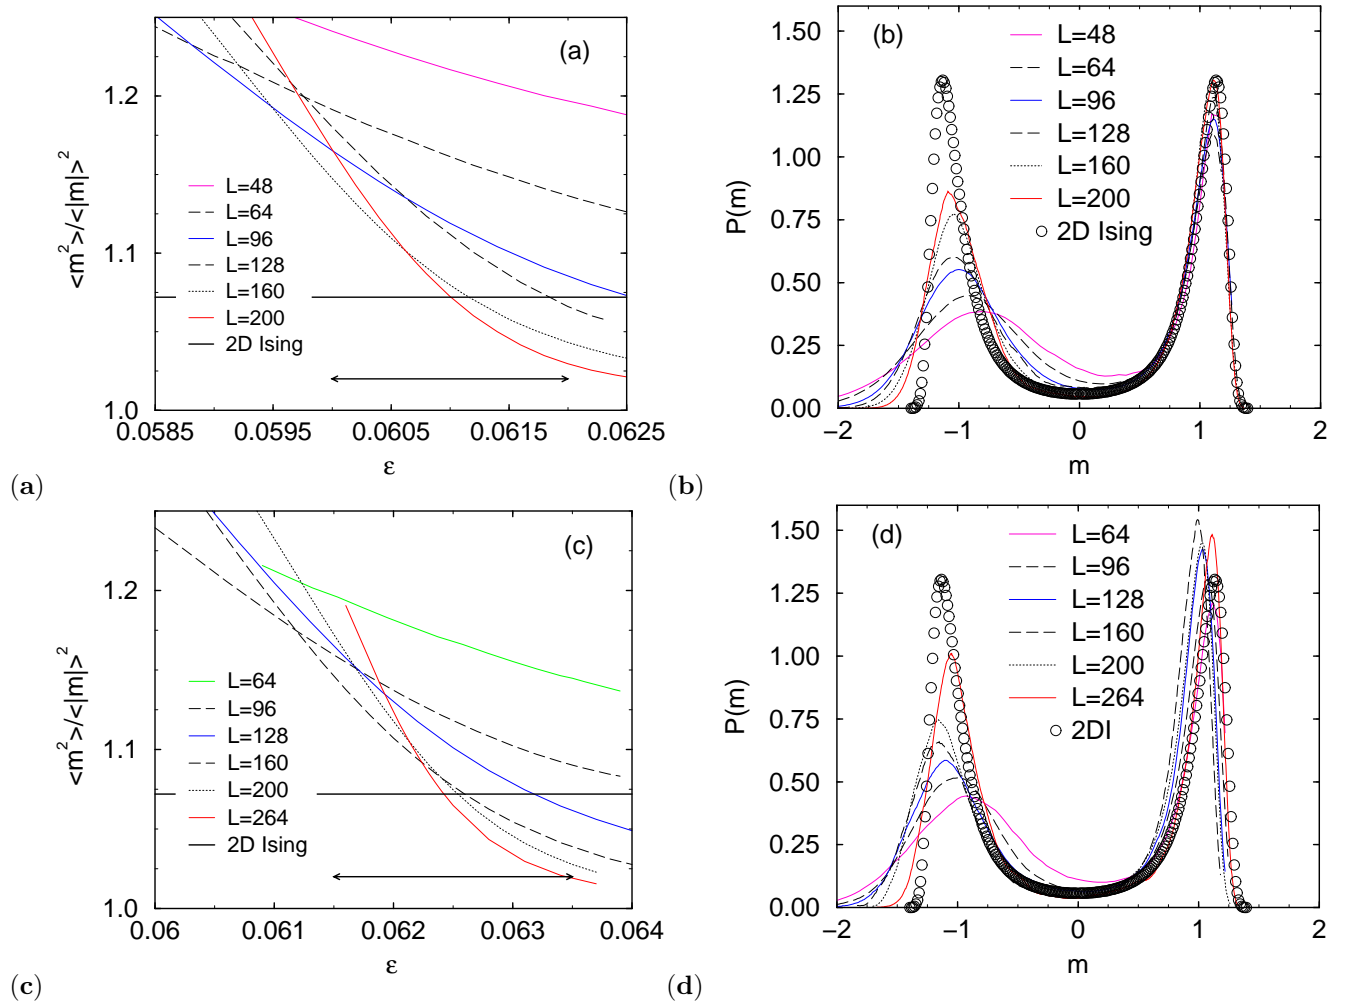 (a)
<m²>/<|m|>²
1.2
1.1
1.0
L=48
L=64
L=96
L=128
L=160
L=200
2D Ising
0.0585
0.0595
0.0605
0.0615
0.0625
ε
(a)
(b)
P(m)
1.50
1.25
1.00
0.75
0.50
0.25
0.00
L=48
L=64
L=96
L=128
L=160
L=200
2D Ising
−2
−1
0
1
2
m
(b)
(c)
<m²>/<|m|>²
1.2
1.1
1.0
L=64
L=96
L=128
L=160
L=200
L=264
2D Ising
0.06
0.061
0.062
0.063
0.064
ε
(c)
(d)
P(m)
1.50
1.25
1.00
0.75
0.50
0.25
0.00
L=64
L=96
L=128
L=160
L=200
L=264
2DI
−2
−1
0
1
2
m
(d)